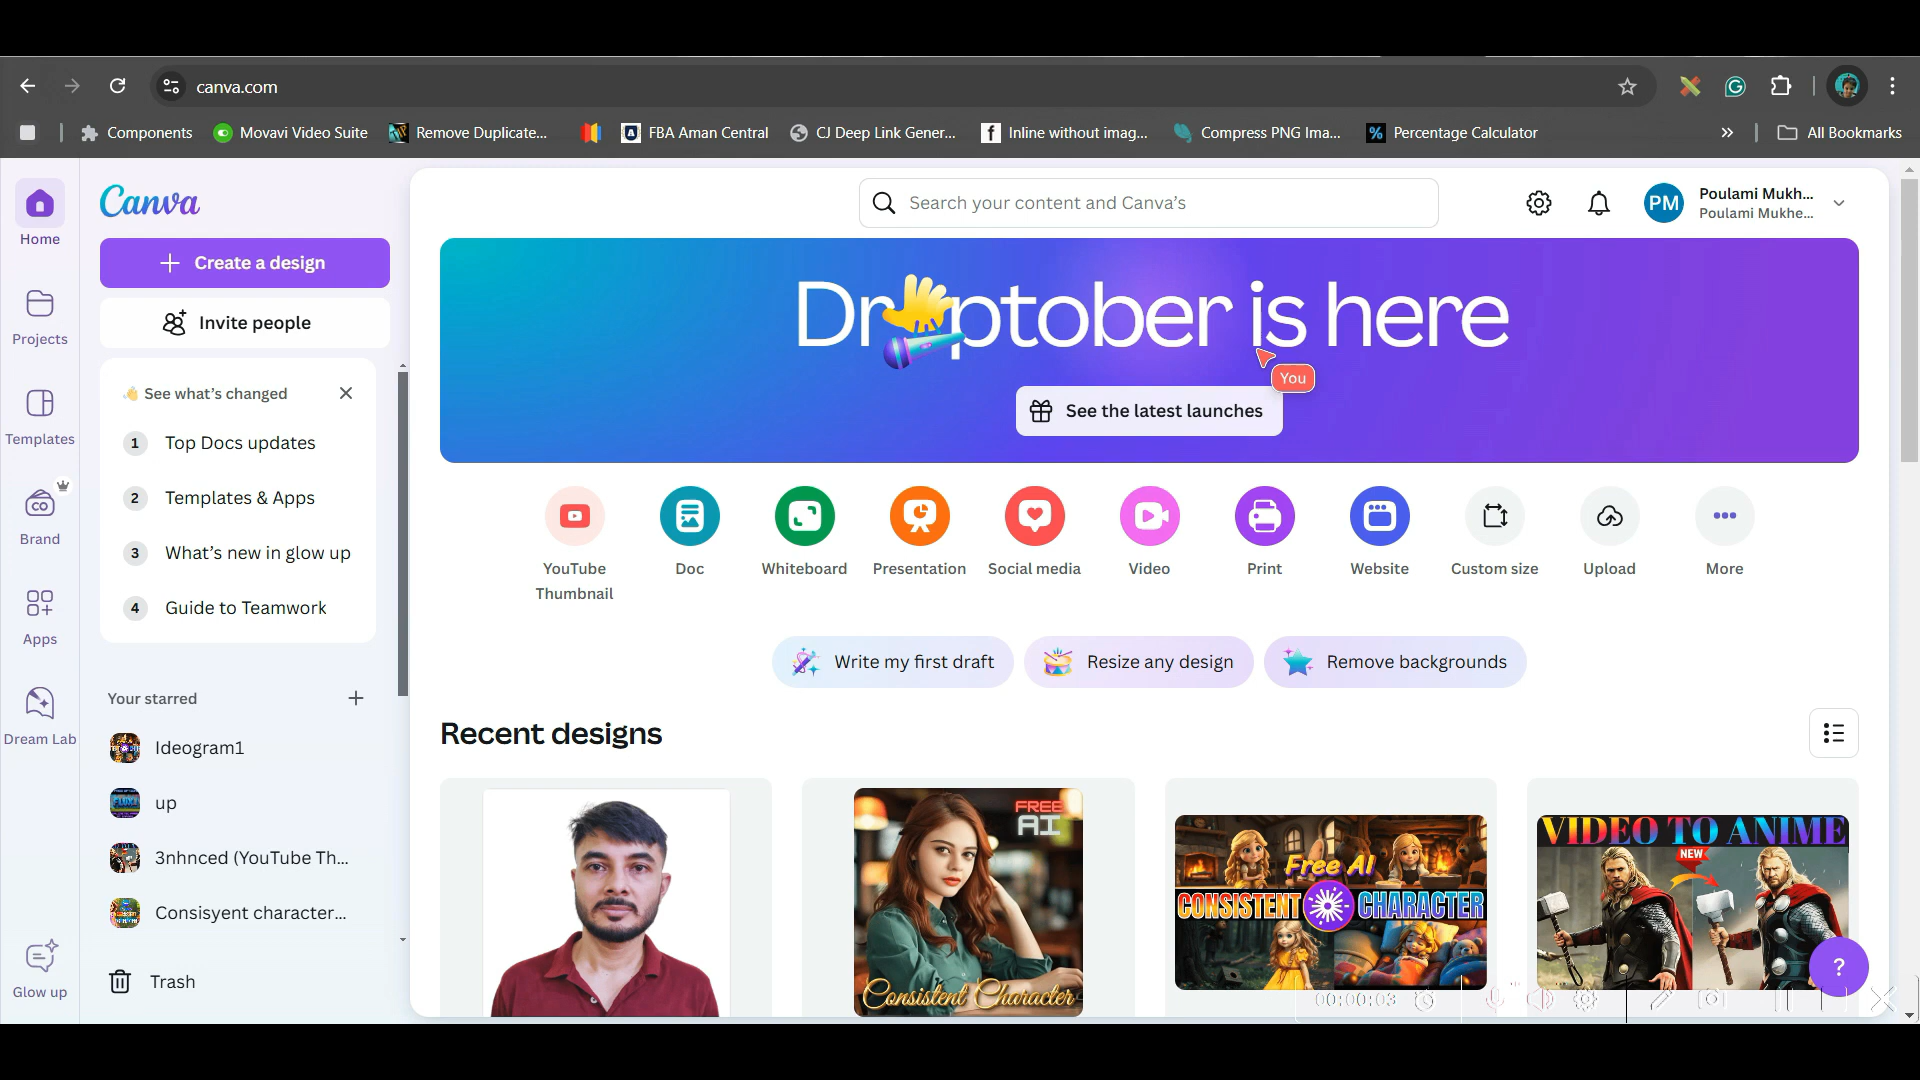 canva.com
Components
Movavi Video Suite
Remove Duplicate...
FBA Aman Central
CJ Deep Link Gener...
Inline without imag...
Compress PNG Ima...
Percentage Calculator
All Bookmarks
Canva
Search your content and Canva's
PM
Poulami Mukh...
Poulami Mukhe...
Home
Create a design
Invite people
Projects
Templates
Brand
Apps
Dream Lab
Glow up
See what's changed
1 Top Docs updates
2 Templates & Apps
3 What's new in glow up
4 Guide to Teamwork
Your starred
Ideogram1
up
3nhnced (YouTube Th...
Consisyent character...
Trash
Droptober is here
You
See the latest launches
YouTube
Thumbnail
Doc
Whiteboard
Presentation
Social media
Video
Print
Website
Custom size
Upload
More
Write my first draft
Resize any design
Remove backgrounds
Recent designs
FREE
AI
Consistent Character
Free AI
CONSISTENT CHARACTER
VIDEO TO ANIME
NEW
?
00:00:03